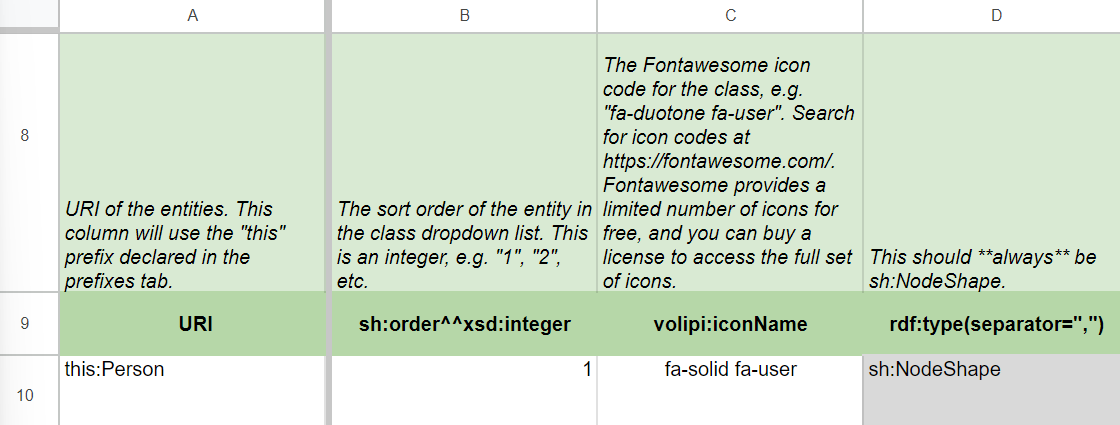 A B C D
8
URI of the entities. This
column will use the "this"
prefix declared in the
prefixes tab.
The sort order of the entity in
the class dropdown list. This
is an integer, e.g. "1", "2",
etc.
The Fontawesome icon
code for the class, e.g.
"fa-duotone fa-user". Search
for icon codes at
https://fontawesome.com/.
Fontawesome provides a
limited number of icons for
free, and you can buy a
license to access the full set
of icons.
This should **always** be
sh:NodeShape.
9 URI sh:order^^xsd:integer volipi:iconName rdf:type(separator=",")
10 this:Person 1 fa-solid fa-user sh:NodeShape